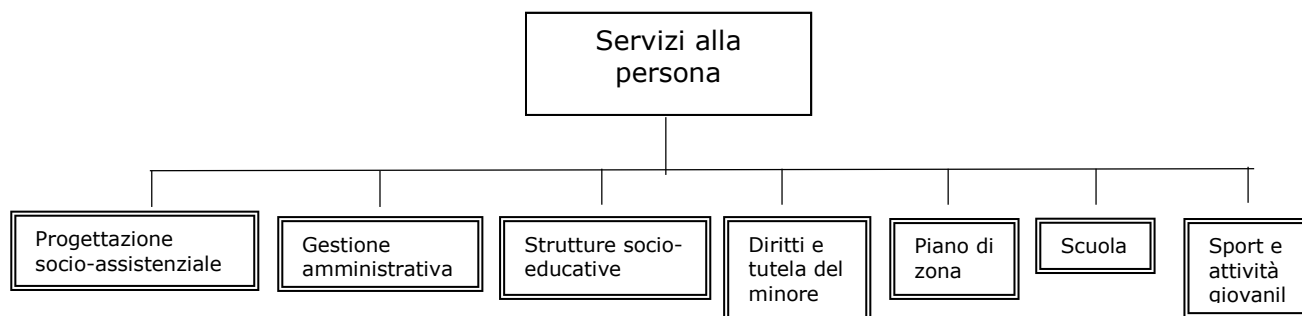 Servizi alla
persona
Progettazione
socio-assistenziale
Gestione
amministrativa
Strutture socio-
educative
Diritti e
tutela del
minore
Piano di
zona
Scuola
Sport e
attività
giovanil